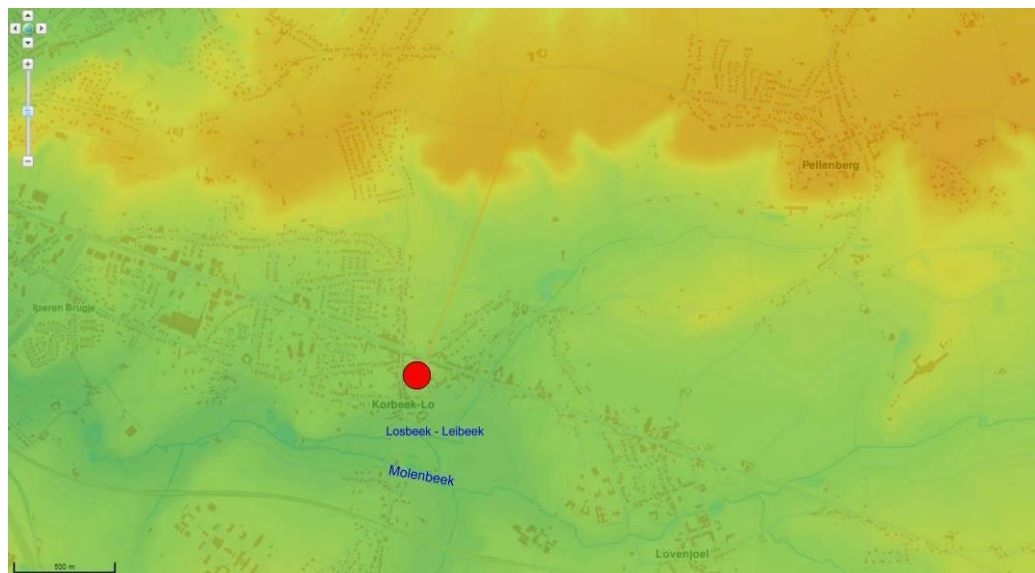 Pellenberg
Ijzeren Brugje
Korbeek-Lo
Losbeek - Leibeek
Molenbeek
Lovenjoel
500 m